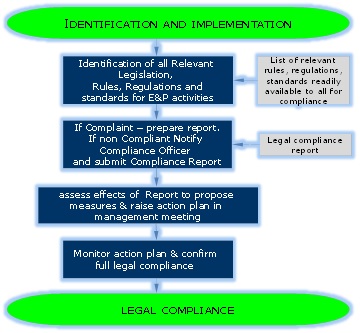 IDENTIFICATION AND IMPLEMENTATION
Identification of all Relevant
Legislation,
Rules, Regulations and
standards for E&P activities
List of relevant
rules, regulations,
standards readily
available to all for
compliance
If Complaint – prepare report.
If non Compliant Notify
Compliance Officer
and submit Compliance Report
Legal compliance
report
assess effects of Report to propose
measures & raise action plan in
management meeting
Monitor action plan & confirm
full legal compliance
LEGAL COMPLIANCE